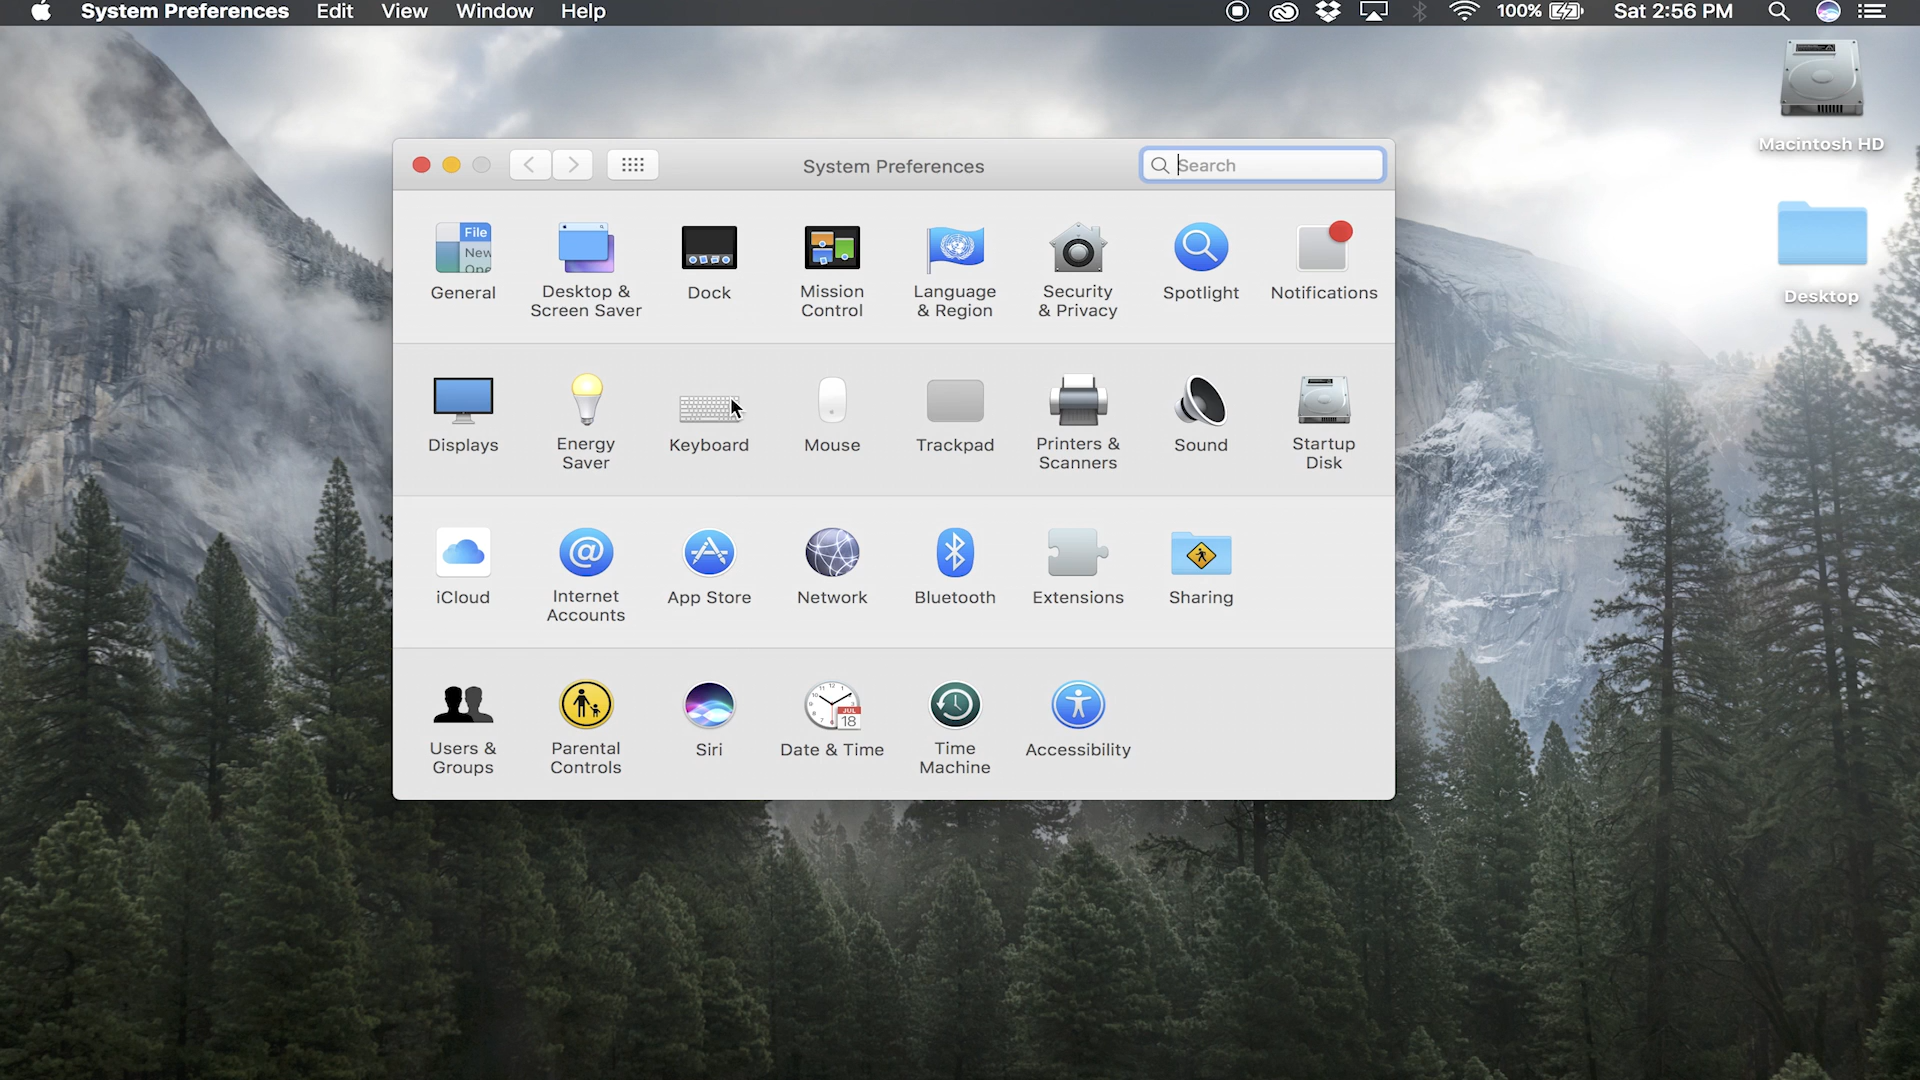 System Preferences Edit View Window Help 100% Sat 2:56 PM
Macintosh HD
Desktop
System Preferences Search
File
New
Ope
General Desktop & Screen Saver Dock Mission Control Language & Region Security & Privacy Spotlight Notifications
Displays Energy Saver Keyboard Mouse Trackpad Printers & Scanners Sound Startup Disk
iCloud Internet Accounts App Store Network Bluetooth Extensions Sharing
JUL
18
Users & Groups Parental Controls Siri Date & Time Time Machine Accessibility